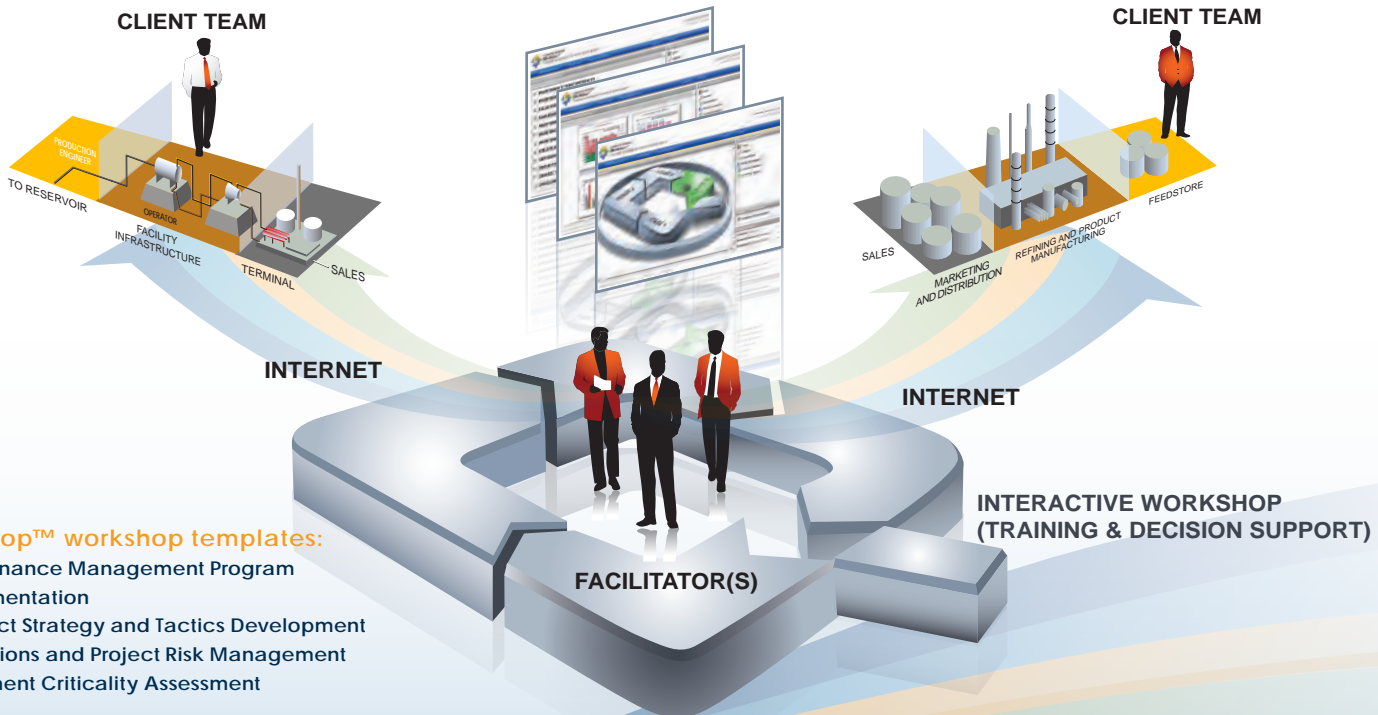 CLIENT TEAM
CLIENT TEAM
PRODUCTION
ENGINEER
TO RESERVOIR
OPERATOR
FACILITY
INFRASTRUCTURE
TERMINAL
SALES
FEEDSTORE
REFINING AND PRODUCT
MANUFACTURING
SALES
MARKETING
AND DISTRIBUTION
INTERNET
INTERNET
INTERACTIVE WORKSHOP
(TRAINING & DECISION SUPPORT)
FACILITATOR(S)
op™ workshop templates:
nance Management Program
entation
ct Strategy and Tactics Development
ions and Project Risk Management
ent Criticality Assessment